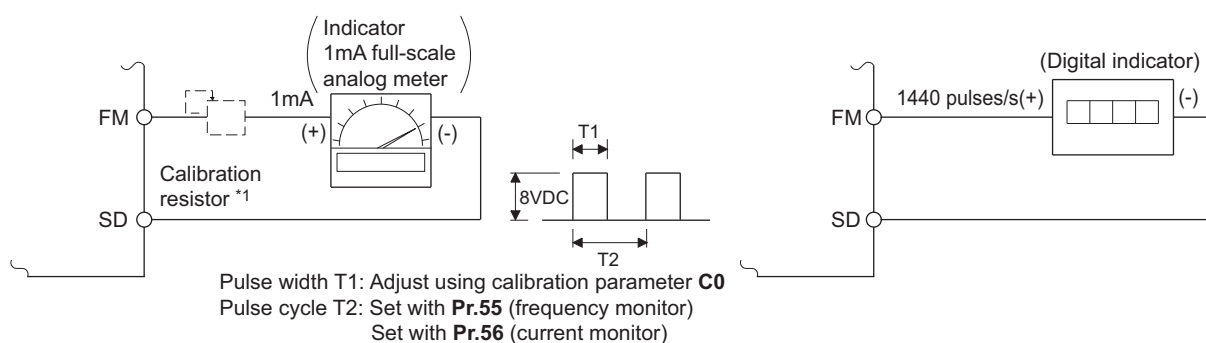 Indicator
1mA full-scale
analog meter
FM
1mA
(+)
(-)
Calibration
resistor *1
SD
T1
8VDC
T2
Pulse width T1: Adjust using calibration parameter C0
Pulse cycle T2: Set with Pr.55 (frequency monitor)
Set with Pr.56 (current monitor)
(Digital indicator)
1440 pulses/s(+)
(-)
FM
SD